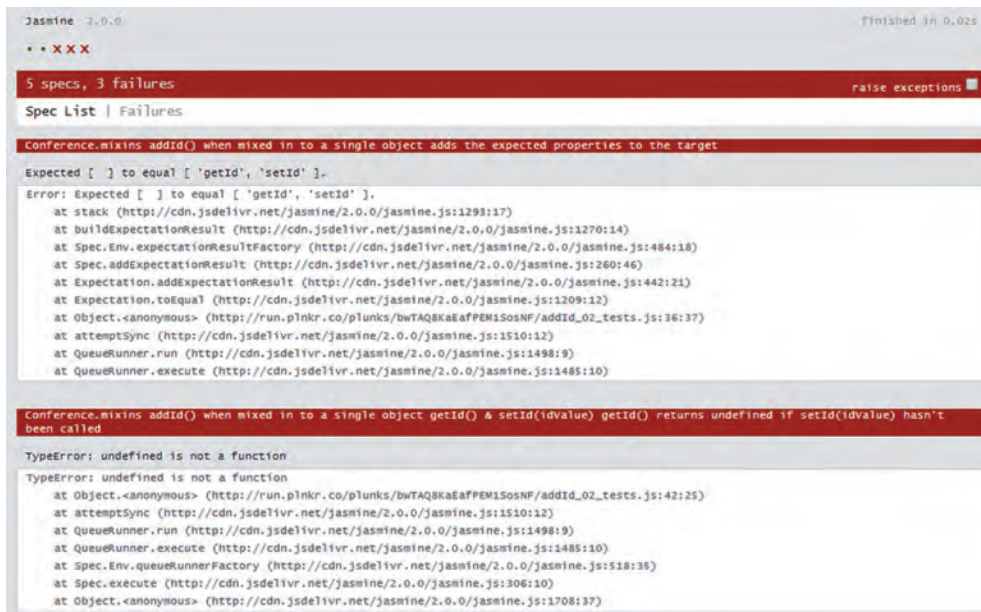 Jasmine 2.0.0
finished in 0.02s
• • x x x
5 specs, 3 failures
raise exceptions
Spec List | Failures
Conference.mixins addId() when mixed in to a single object adds the expected properties to the target
Expected [ ] to equal [ 'getId', 'setId' ].
Error: Expected [ ] to equal [ 'getId', 'setId' ].
at stack (http://cdn.jsdelivr.net/jasmine/2.0.0/jasmine.js:1293:17)
at buildExpectationResult (http://cdn.jsdelivr.net/jasmine/2.0.0/jasmine.js:1270:14)
at Spec.Env.expectationResultFactory (http://cdn.jsdelivr.net/jasmine/2.0.0/jasmine.js:484:18)
at Spec.addExpectationResult (http://cdn.jsdelivr.net/jasmine/2.0.0/jasmine.js:260:46)
at Expectation.addExpectationResult (http://cdn.jsdelivr.net/jasmine/2.0.0/jasmine.js:442:21)
at Expectation.toEqual (http://cdn.jsdelivr.net/jasmine/2.0.0/jasmine.js:1209:12)
at Object.<anonymous> (http://run.plnkr.co/plunks/bwTAQ8KaEafPEM1SosNF/addId_02_tests.js:36:37)
at attemptSync (http://cdn.jsdelivr.net/jasmine/2.0.0/jasmine.js:1510:12)
at QueueRunner.run (http://cdn.jsdelivr.net/jasmine/2.0.0/jasmine.js:1498:9)
at QueueRunner.execute (http://cdn.jsdelivr.net/jasmine/2.0.0/jasmine.js:1485:10)
Conference.mixins addId() when mixed in to a single object getId() & setId(idValue) getId() returns undefined if setId(idValue) hasn't
been called
TypeError: undefined is not a function
TypeError: undefined is not a function
at Object.<anonymous> (http://run.plnkr.co/plunks/bwTAQ8KaEafPEM1SosNF/addId_02_tests.js:42:25)
at attemptSync (http://cdn.jsdelivr.net/jasmine/2.0.0/jasmine.js:1510:12)
at QueueRunner.run (http://cdn.jsdelivr.net/jasmine/2.0.0/jasmine.js:1498:9)
at QueueRunner.execute (http://cdn.jsdelivr.net/jasmine/2.0.0/jasmine.js:1485:10)
at Spec.Env.queueRunnerFactory (http://cdn.jsdelivr.net/jasmine/2.0.0/jasmine.js:518:35)
at Spec.execute (http://cdn.jsdelivr.net/jasmine/2.0.0/jasmine.js:306:10)
at Object.<anonymous> (http://cdn.jsdelivr.net/jasmine/2.0.0/jasmine.js:1708:37)